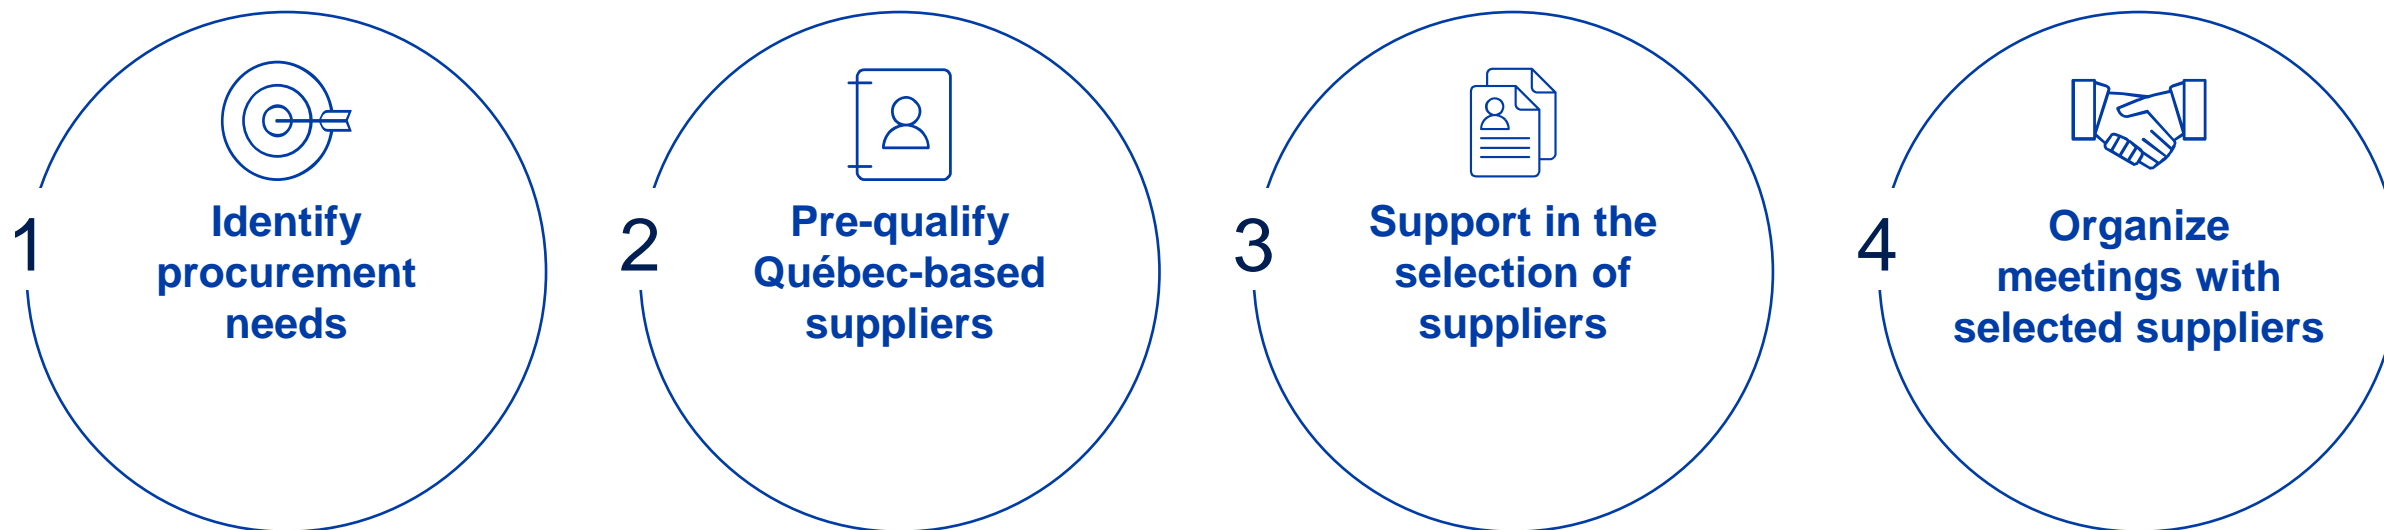 1
Identify
procurement
needs
2
Pre-qualify
Québec-based
suppliers
3
Support in the
selection of
suppliers
4
Organize
meetings with
selected suppliers